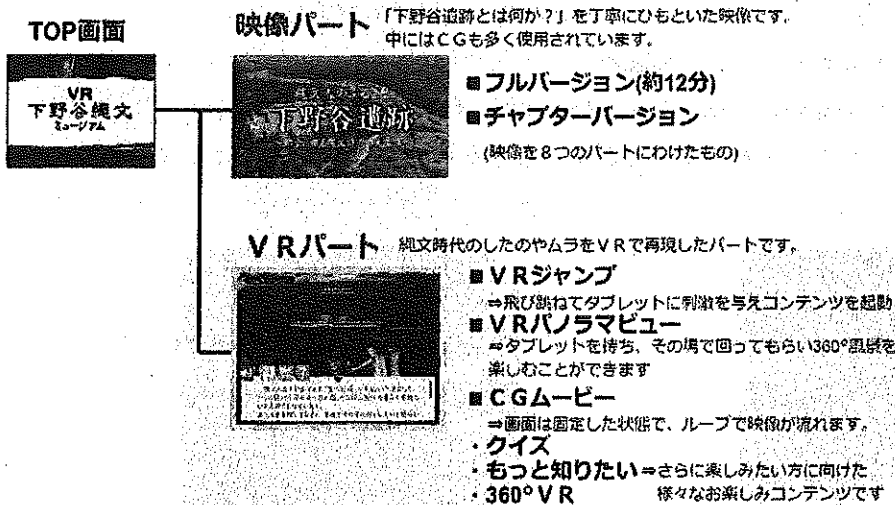 TOP画面
VR
下野谷縄文
ミュージアム
映像パート 「下野谷遺跡とは何か?」を丁寧にひもといた映像です。
中にはCGも多く使用されています。
下野谷遺跡
■フルバージョン(約12分)
■チャプターバージョン
(映像を8つのパートにわけたもの)
VRパート 縄文時代のしたのやムラをVRで再現したパートです。
■VRジャンプ
⇒飛び跳ねてタブレットに刺激を与えコンテンツを起動
■VRパノラマビュー
⇒タブレットを持ち、その場で回ってもらい360°風景を
楽しむことができます
■CGムービー
⇒画面は固定した状態で、ループで映像が流れます。
・クイズ
・もっと知りたい⇒さらに楽しみたい方に向けた
・360°VR 様々なお楽しみコンテンツです